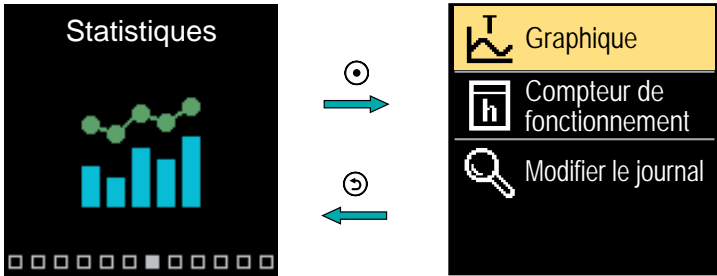 Statistiques
T
Graphique
h
Compteur de
fonctionnement
Modifier le journal